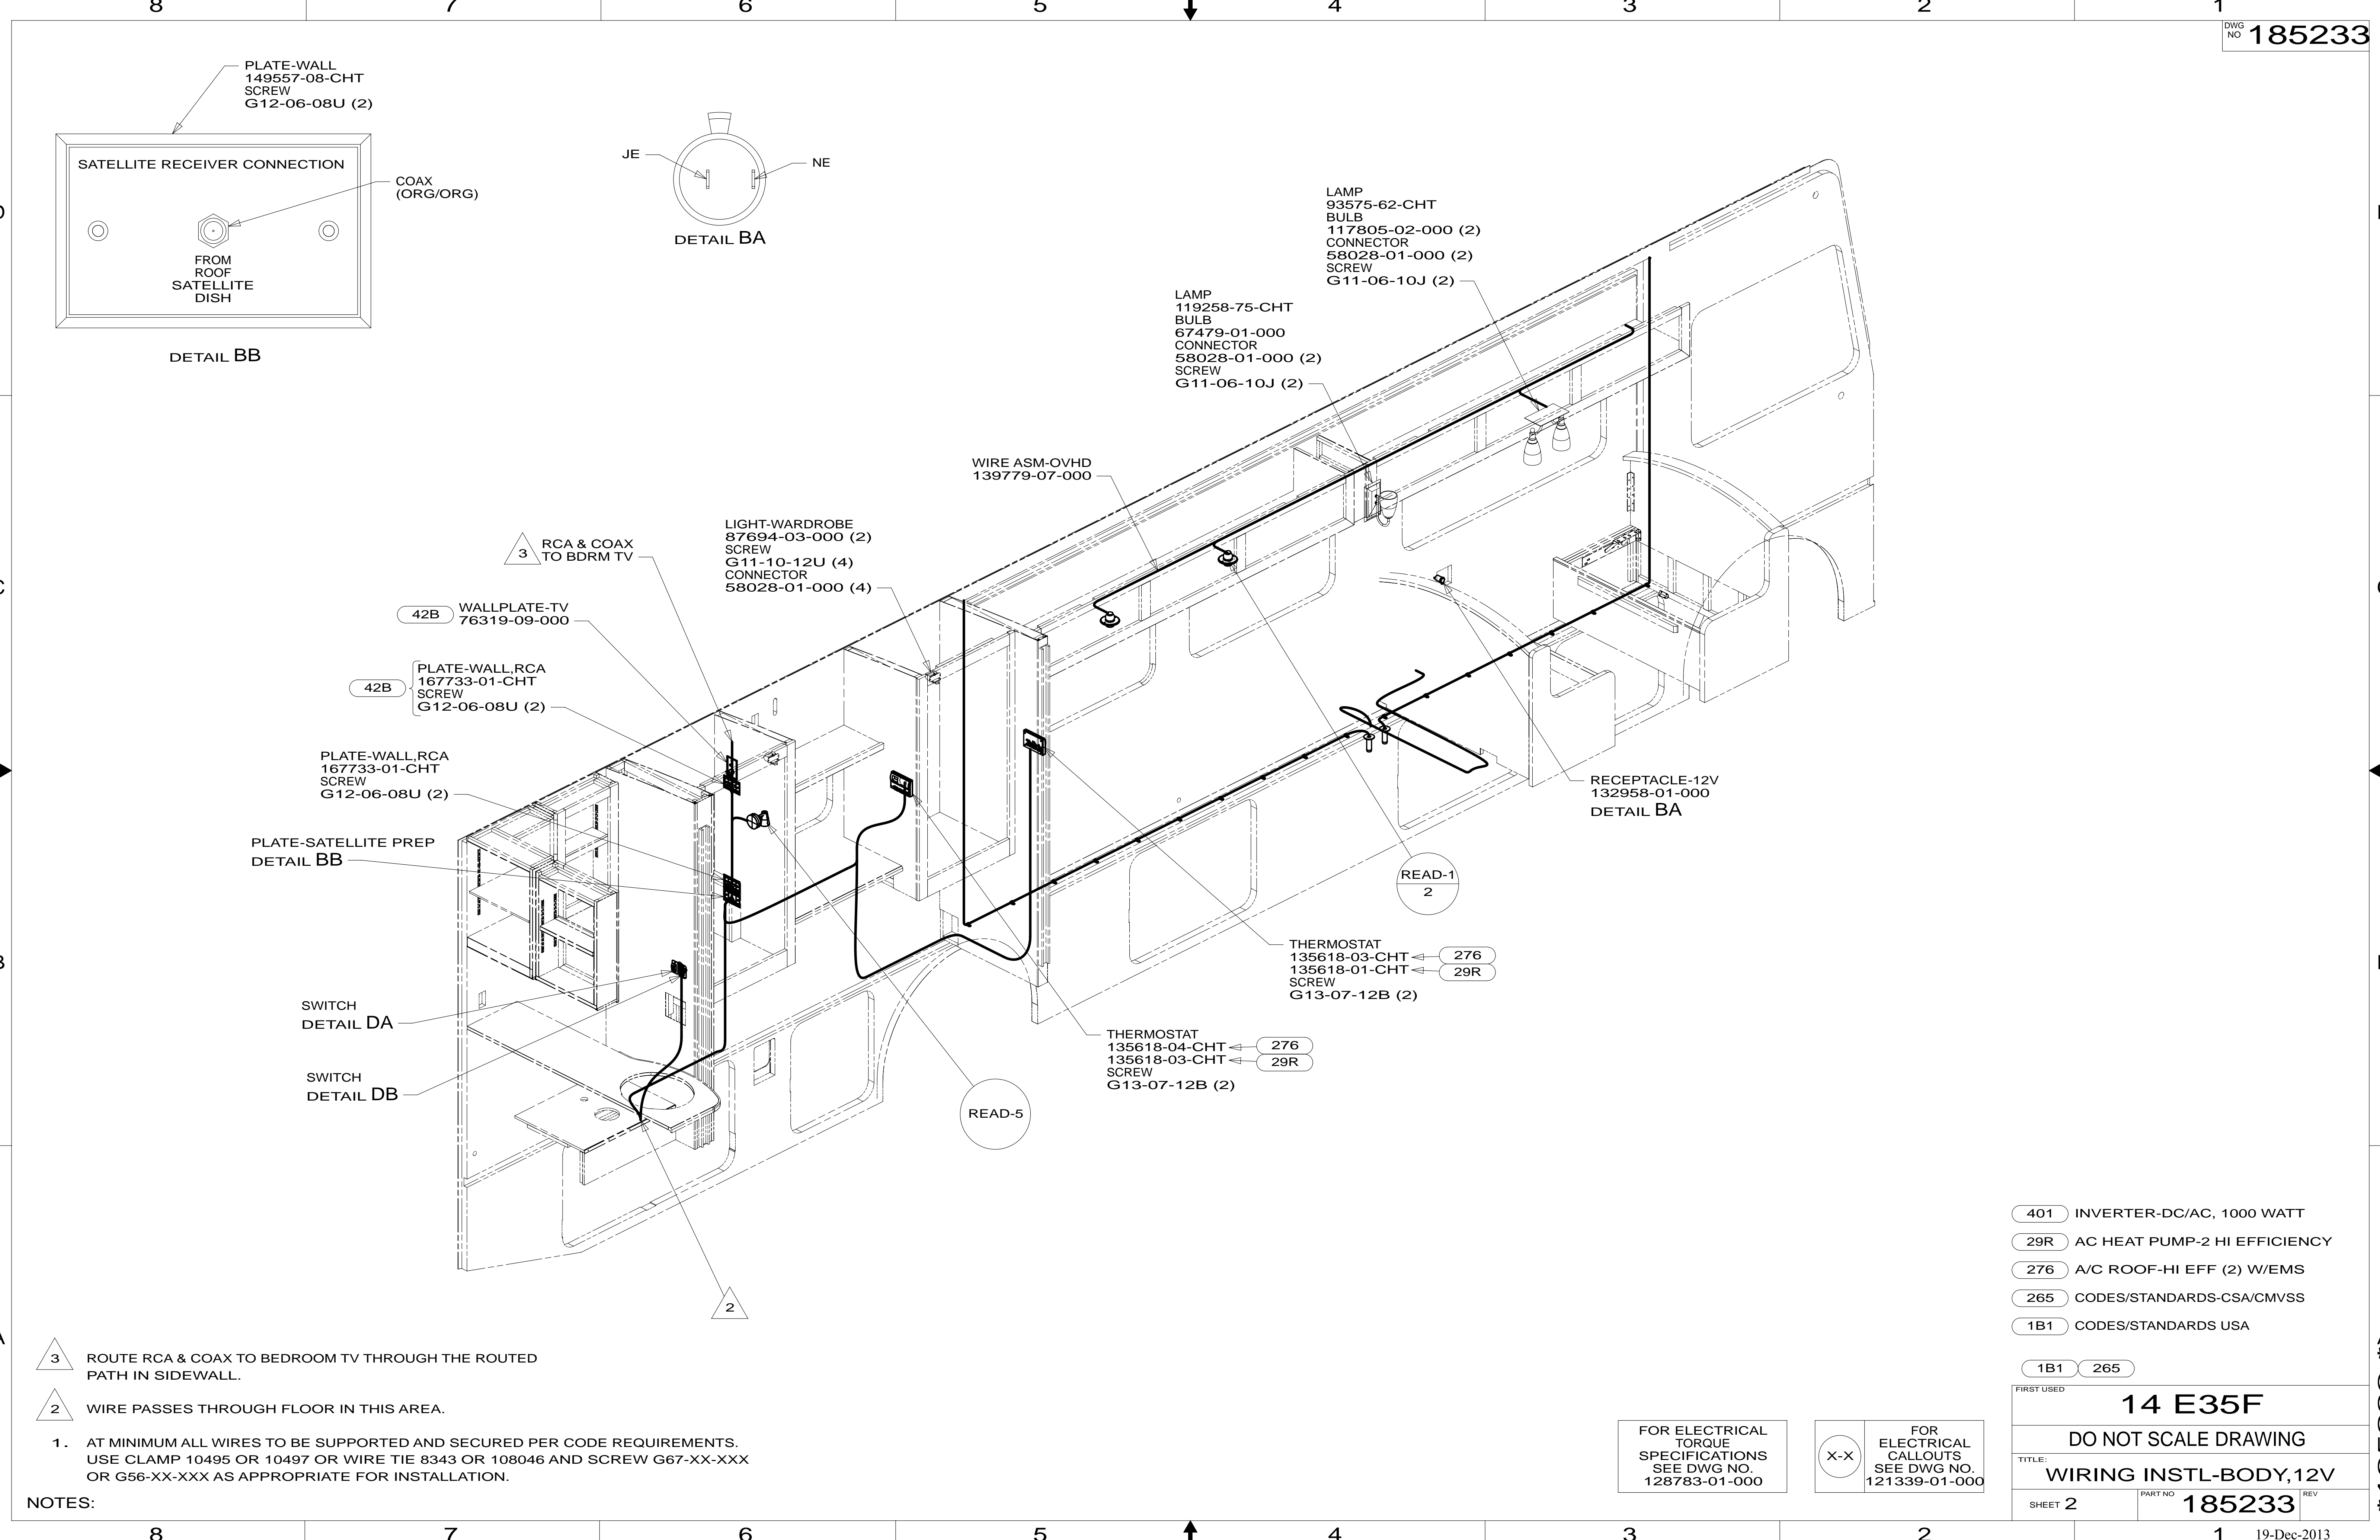 8 7 6 5 4 3 2 1
DWG
NO 185233
PLATE-WALL
149557-08-CHT
SCREW
G12-06-08U (2)
SATELLITE RECEIVER CONNECTION
COAX
(ORG/ORG)
FROM
ROOF
SATELLITE
DISH
DETAIL BB
JE
NE
DETAIL BA
LAMP
93575-62-CHT
BULB
117805-02-000 (2)
CONNECTOR
58028-01-000 (2)
SCREW
G11-06-10J (2)
LAMP
119258-75-CHT
BULB
67479-01-000
CONNECTOR
58028-01-000 (2)
SCREW
G11-06-10J (2)
WIRE ASM-OVHD
139779-07-000
LIGHT-WARDROBE
87694-03-000 (2)
SCREW
G11-10-12U (4)
CONNECTOR
58028-01-000 (4)
3 RCA & COAX
TO BDRM TV
42B WALLPLATE-TV
76319-09-000
42B PLATE-WALL,RCA
167733-01-CHT
SCREW
G12-06-08U (2)
PLATE-WALL,RCA
167733-01-CHT
SCREW
G12-06-08U (2)
PLATE-SATELLITE PREP
DETAIL BB
SWITCH
DETAIL DA
SWITCH
DETAIL DB
RECEPTACLE-12V
132958-01-000
DETAIL BA
READ-1
2
THERMOSTAT
135618-03-CHT 276
135618-01-CHT 29R
SCREW
G13-07-12B (2)
THERMOSTAT
135618-04-CHT 276
135618-03-CHT 29R
SCREW
G13-07-12B (2)
READ-5
2
401 INVERTER-DC/AC, 1000 WATT
29R AC HEAT PUMP-2 HI EFFICIENCY
276 A/C ROOF-HI EFF (2) W/EMS
265 CODES/STANDARDS-CSA/CMVSS
1B1 CODES/STANDARDS USA
1B1 265
3 ROUTE RCA & COAX TO BEDROOM TV THROUGH THE ROUTED
PATH IN SIDEWALL.
2 WIRE PASSES THROUGH FLOOR IN THIS AREA.
1. AT MINIMUM ALL WIRES TO BE SUPPORTED AND SECURED PER CODE REQUIREMENTS.
USE CLAMP 10495 OR 10497 OR WIRE TIE 8343 OR 108046 AND SCREW G67-XX-XXX
OR G56-XX-XXX AS APPROPRIATE FOR INSTALLATION.
NOTES:
FOR ELECTRICAL
TORQUE
SPECIFICATIONS
SEE DWG NO.
128783-01-000
X-X
FOR
ELECTRICAL
CALLOUTS
SEE DWG NO.
121339-01-000
FIRST USED
14 E35F
DO NOT SCALE DRAWING
TITLE:
WIRING INSTL-BODY,12V
SHEET 2
PART NO 185233
REV
8 7 6 5 4 3 2 1
19-Dec-2013